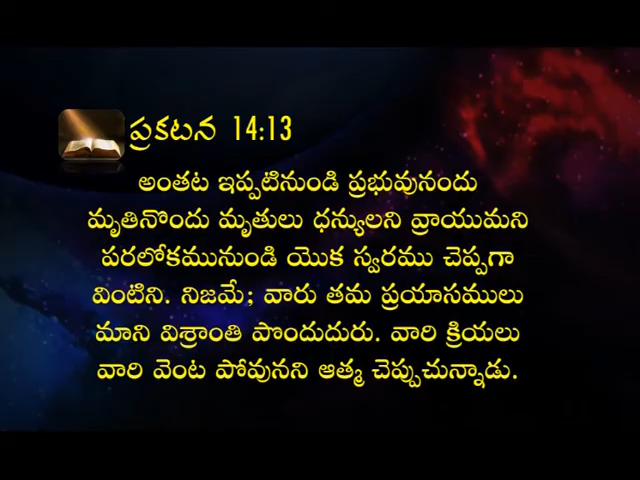 ప్రకటన 14:13
అంతట ఇప్పటినుండి ప్రభువునందు
మృతినొందు మృతులు ధన్యులని వ్రాయుమని
పరలోకమునుండి యొక స్వరము చెప్పగా
వింటిని. నిజమే; వారు తమ ప్రయాసములు
మాని విశ్రాంతి పొందుదురు. వారి క్రియలు
వారి వెంట పోవునని ఆత్మ చెప్పుచున్నాడు.